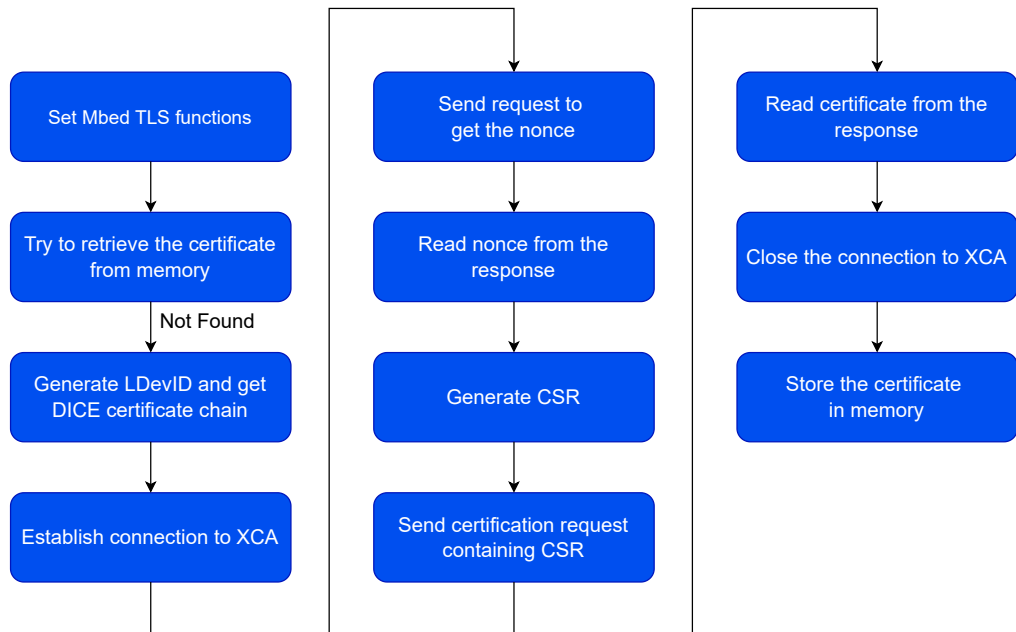 Set Mbed TLS functions
Try to retrieve the certificate
from memory
Not Found
Generate LDevID and get
DICE certificate chain
Establish connection to XCA
Send request to
get the nonce
Read nonce from the
response
Generate CSR
Send certification request
containing CSR
Read certificate from the
response
Close the connection to XCA
Store the certificate
in memory